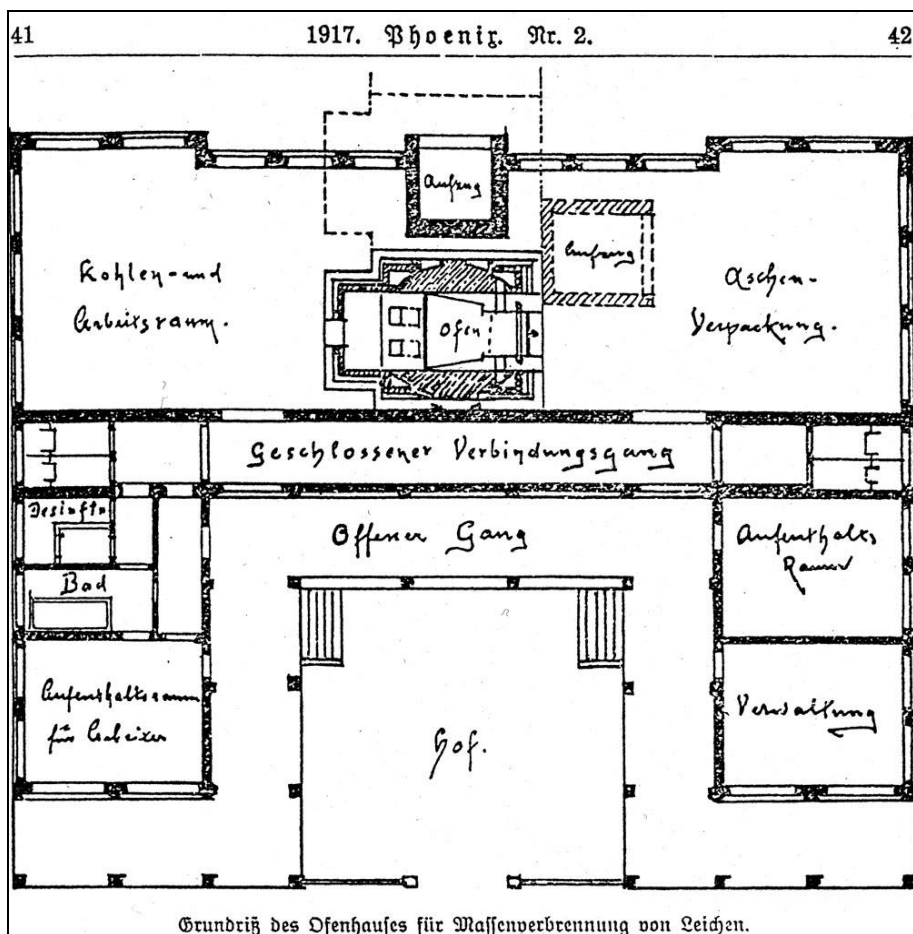 41 1917. Phoenix. Nr. 2. 42
Aufzug
Aufzug
Kohlen- und
Arbeitsraum.
Ofen
Aschen-
Verpackung.
Geschlossener Verbindungsgang
Desinftn
Offener Gang
Aufenthalts
Raum
Bad
Aufenthaltsraum
für Arbeiter
Hof.
Verwaltung
Grundriß des Ofenhauses für Massenverbrennung von Leichen.